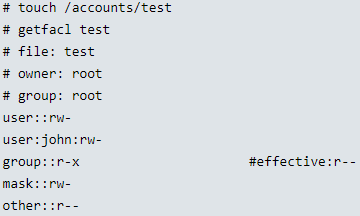 # touch /accounts/test
# getfacl test
# file: test
# owner: root
# group: root
user::rw-
user:john:rw-
group::r-x #effective:r--
mask::rw-
other::r--